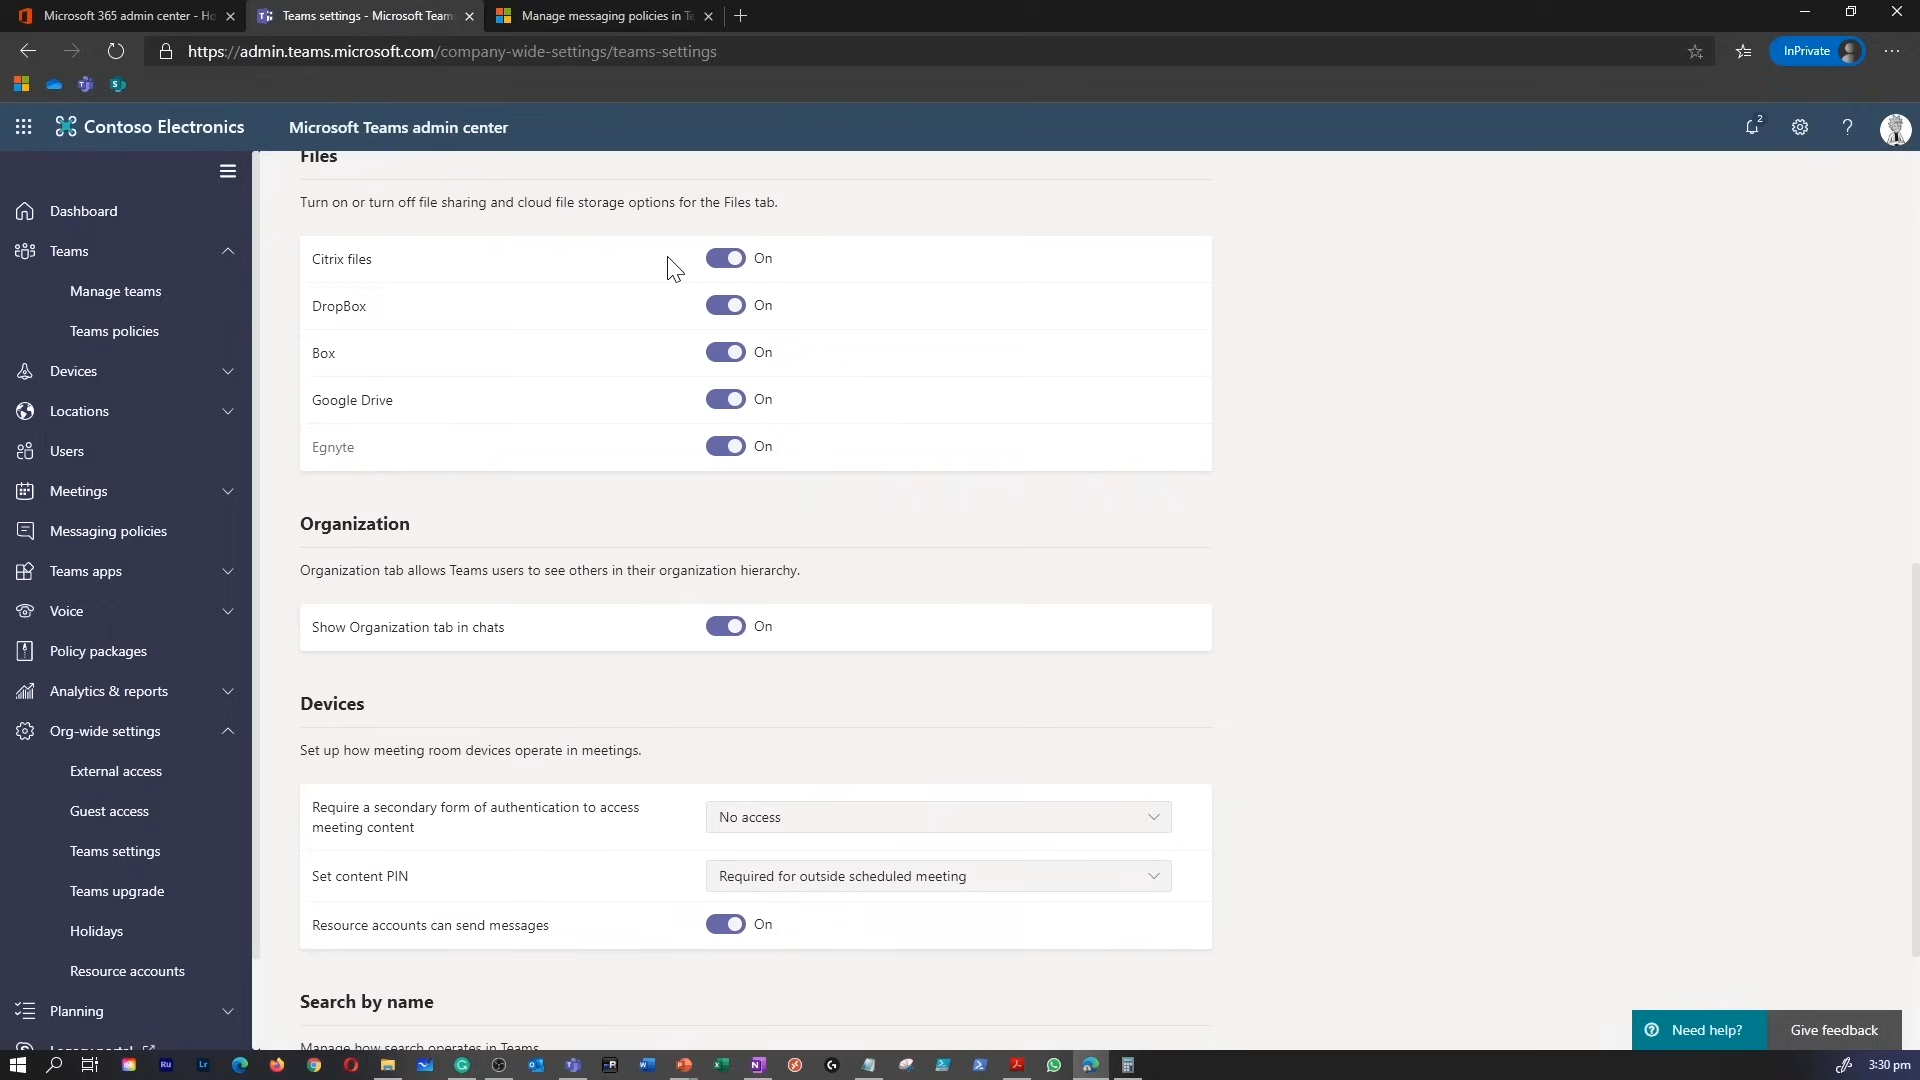 Microsoft 365 admin center - Ho
Teams settings - Microsoft Teams
Manage messaging policies in Te
https://admin.teams.microsoft.com/company-wide-settings/teams-settings
InPrivate
Contoso Electronics
Microsoft Teams admin center
2
Dashboard
Teams
Manage teams
Teams policies
Devices
Locations
Users
Meetings
Messaging policies
Teams apps
Voice
Policy packages
Analytics & reports
Org-wide settings
External access
Guest access
Teams settings
Teams upgrade
Holidays
Resource accounts
Planning
Legacy portal
Files
Turn on or turn off file sharing and cloud file storage options for the Files tab.
Citrix files On
DropBox On
Box On
Google Drive On
Egnyte On
Organization
Organization tab allows Teams users to see others in their organization hierarchy.
Show Organization tab in chats On
Devices
Set up how meeting room devices operate in meetings.
Require a secondary form of authentication to access
meeting content
No access
Set content PIN Required for outside scheduled meeting
Resource accounts can send messages On
Search by name
Manage how search operates in Teams
Need help?
Give feedback
3:30 pm